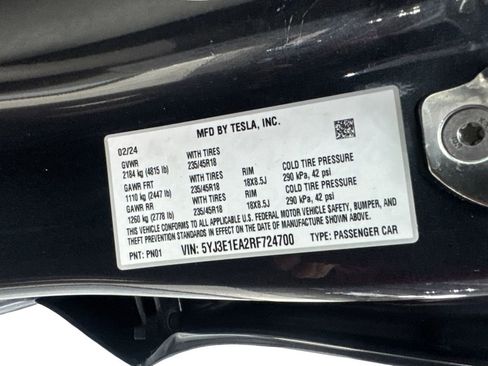 MFD BY TESLA, INC.
02/24
GVWR WITH TIRES
2184 kg (4815 lb) 235/45R18
GAWR FRT WITH TIRES RIM COLD TIRE PRESSURE
1110 kg (2447 lb) 235/45R18 18X8.5J 290 kPa, 42 psi
GAWR RR WITH TIRES RIM COLD TIRE PRESSURE
1260 kg (2778 lb) 235/45R18 18X8.5J 290 kPa, 42 psi
THIS CONFORMS TO ALL APPLICABLE U.S. FEDERAL MOTOR VEHICLE SAFETY, BUMPER, AND
THEFT PREVENTION STANDARDS IN EFFECT ON THE DATE OF MANUFACTURE SHOWN ABOVE.
VIN: 5YJ3E1EA2RF724700 TYPE: PASSENGER CAR
PNT: PN01